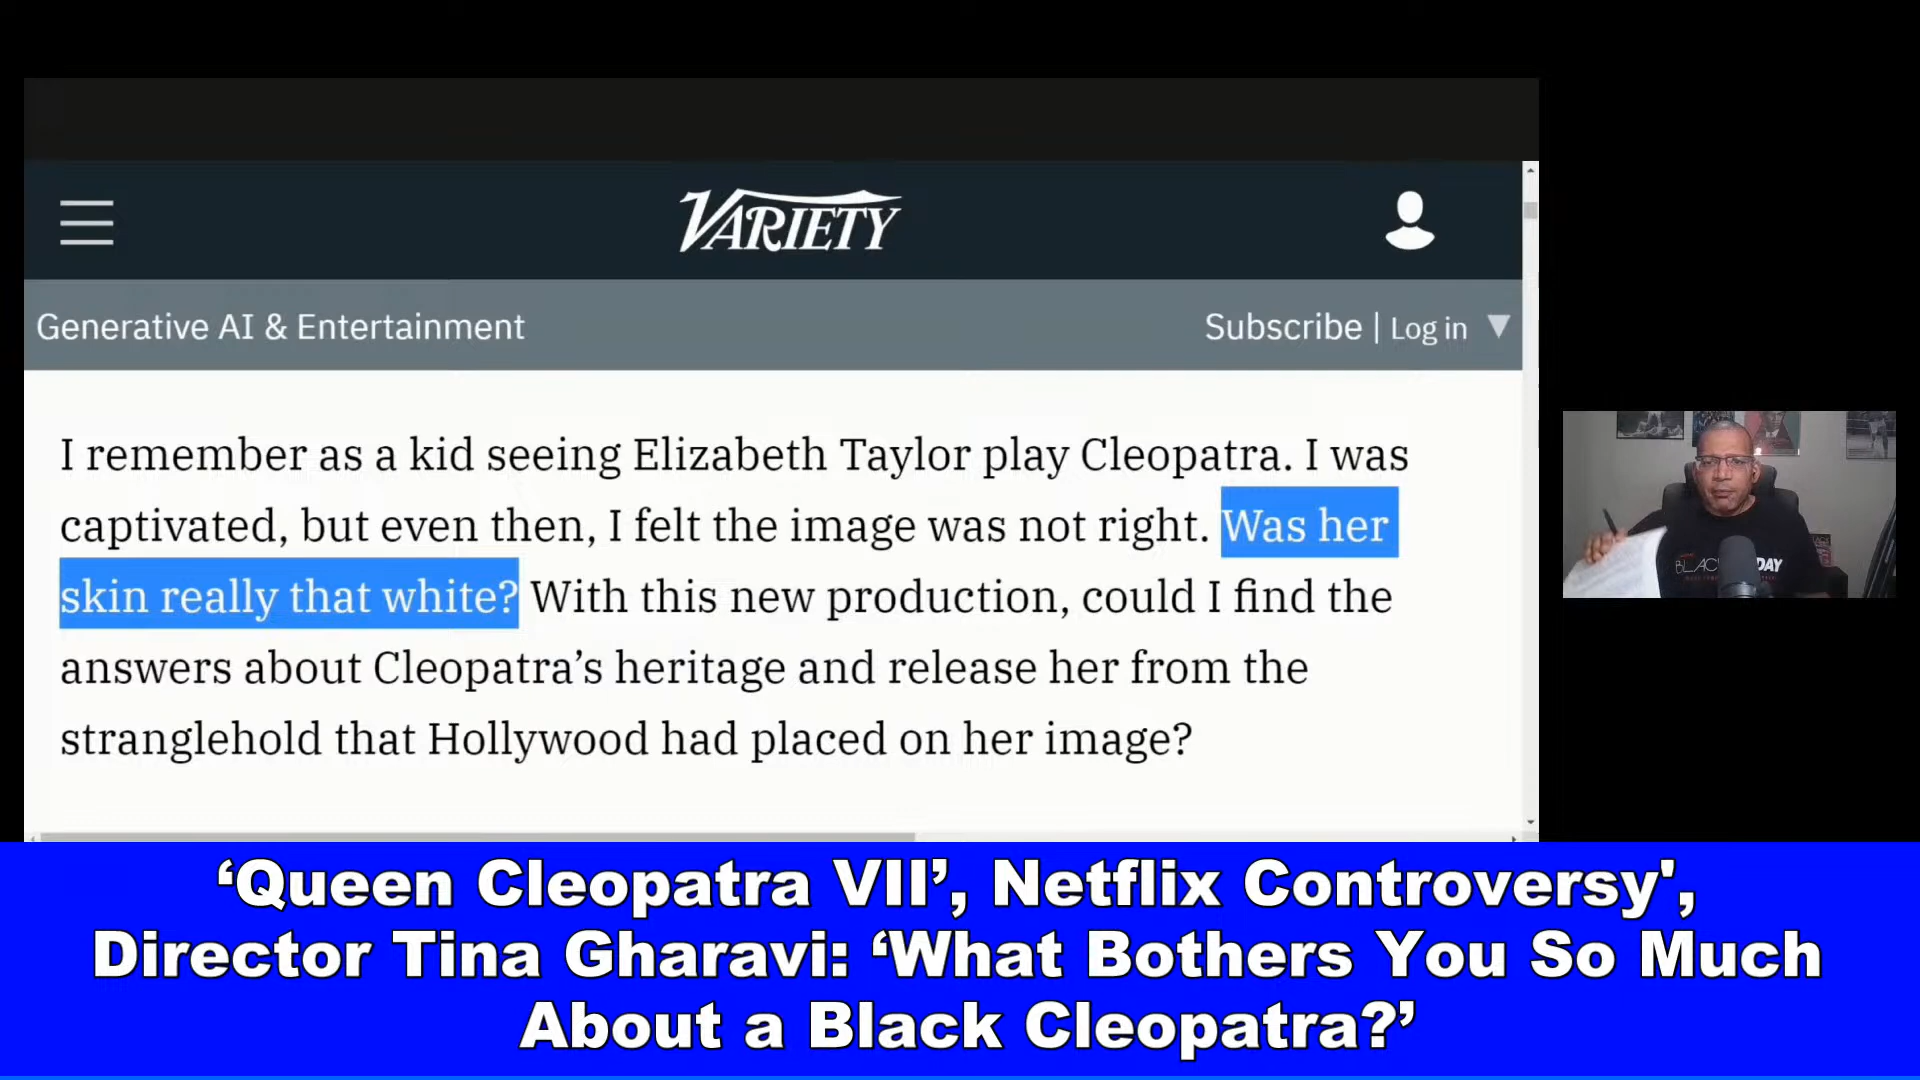 VARIETY
Generative AI & Entertainment
Subscribe | Log in ▼
I remember as a kid seeing Elizabeth Taylor play Cleopatra. I was
captivated, but even then, I felt the image was not right. Was her
skin really that white? With this new production, could I find the
answers about Cleopatra’s heritage and release her from the
stranglehold that Hollywood had placed on her image?
‘Queen Cleopatra VII’, Netflix Controversy',
Director Tina Gharavi: ‘What Bothers You So Much
About a Black Cleopatra?’